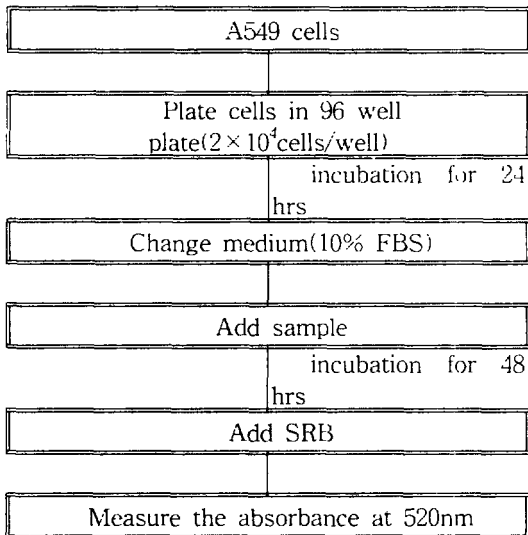 A549 cells
Plate cells in 96 well
plate(2×10⁴cells/well)
incubation for 24
hrs
Change medium(10% FBS)
Add sample
incubation for 48
hrs
Add SRB
Measure the absorbance at 520nm